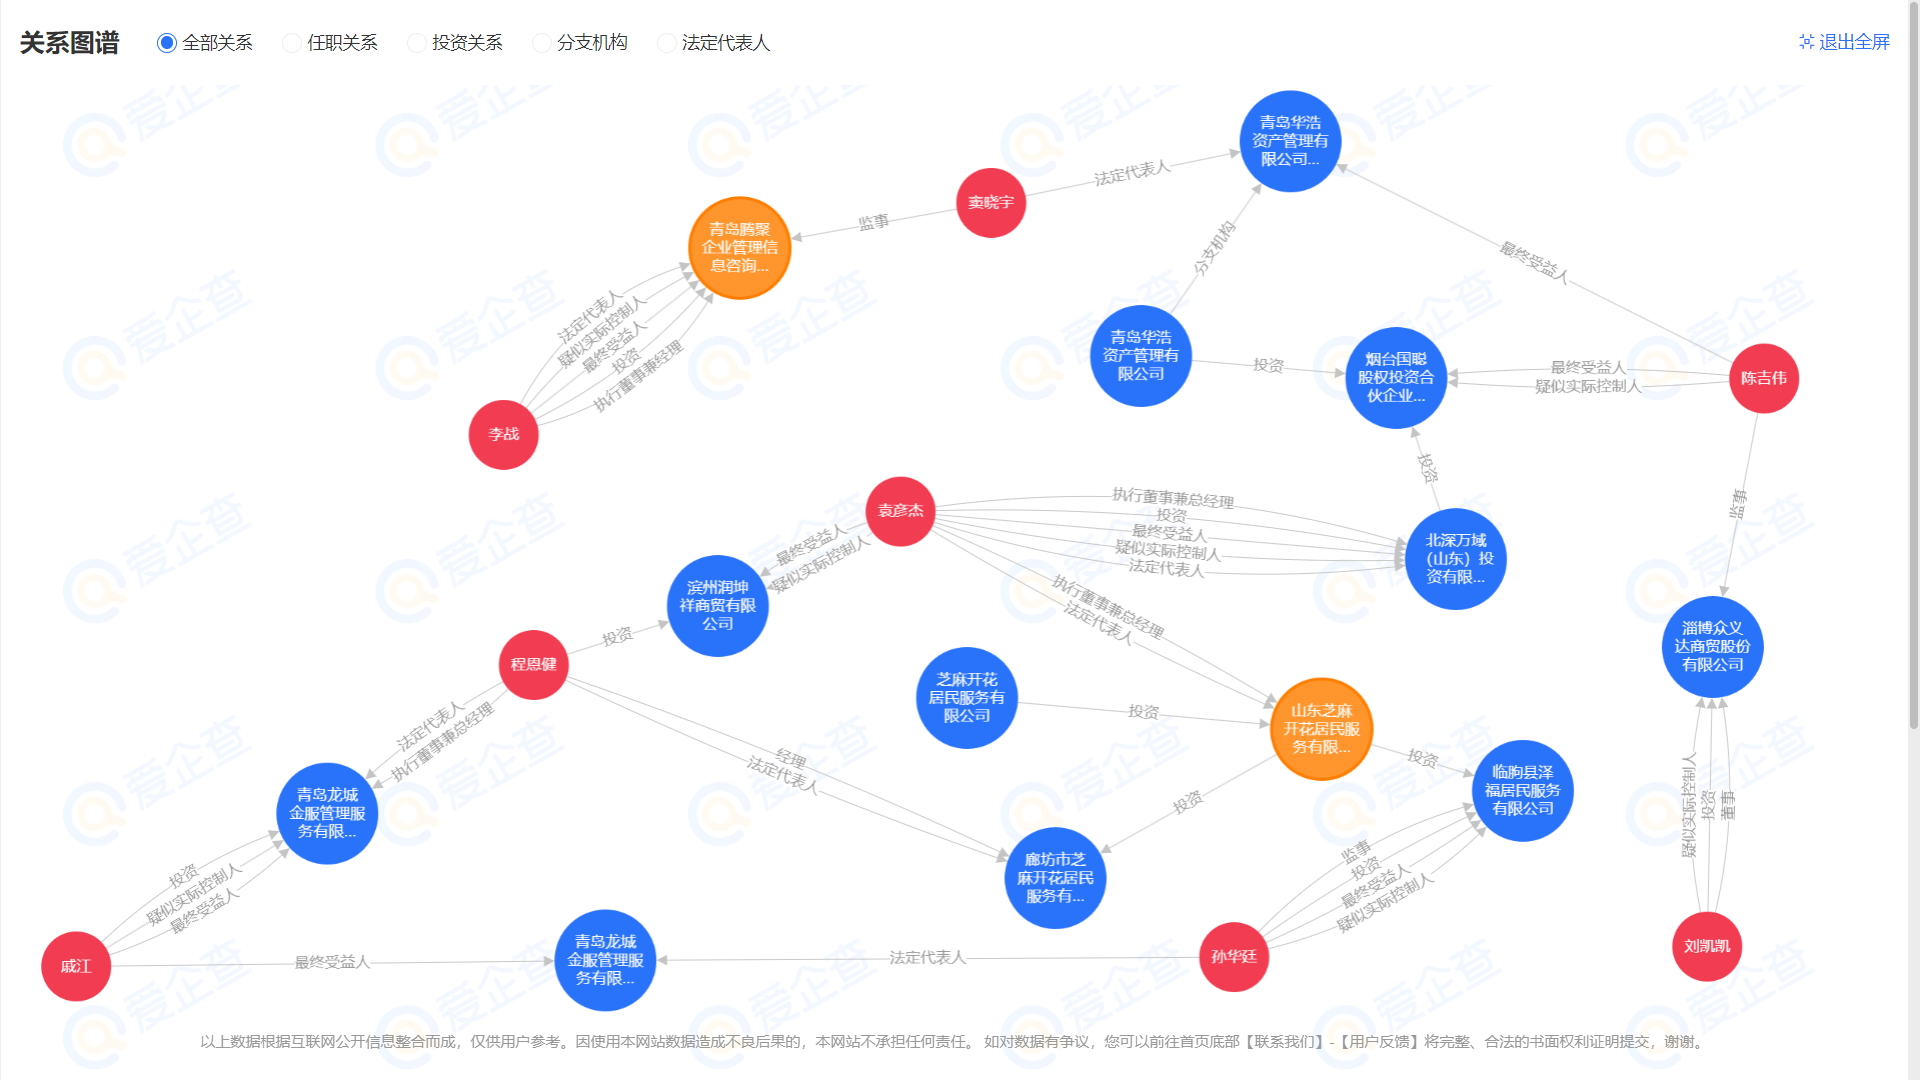 关系图谱
全部关系
任职关系
投资关系
分支机构
法定代表人
退出全屏
青岛华浩
资产管理有
限公司...
窦晓宇
法定代表人
监事
青岛腾聚
企业管理信
息咨询...
分支机构
最终受益人
法定代表人
疑似实际控制人
最终受益人
投资
执行董事兼经理
李战
青岛华浩
资产管理有
限公司
投资
烟台国聪
股权投资合
伙企业...
最终受益人
疑似实际控制人
陈吉伟
投资
监事
袁彦杰
执行董事兼总经理
投资
最终受益人
疑似实际控制人
法定代表人
最终受益人
疑似实际控制人
北深万域
（山东）投
资有限...
滨州润坤
祥商贸有限
公司
执行董事兼总经理
法定代表人
投资
程恩健
淄博众义
达商贸股份
有限公司
芝麻开花
居民服务有
限公司
投资
山东芝麻
开花居民服
务有限...
法定代表人
执行董事兼总经理
经理
法定代表人
投资
投资
临朐县泽
福居民服务
有限公司
青岛龙城
金服管理服
务有限...
疑似实际控制人
投资
董事
廊坊市芝
麻开花居民
服务有...
监事
投资
最终受益人
疑似实际控制人
投资
疑似实际控制人
最终受益人
戚江
最终受益人
青岛龙城
金服管理服
务有限...
法定代表人
孙华廷
刘凯凯
以上数据根据互联网公开信息整合而成，仅供用户参考。因使用本网站数据造成不良后果的，本网站不承担任何责任。 如对数据有争议，您可以前往首页底部【联系我们】-【用户反馈】将完整、合法的书面权利证明提交，谢谢。
爱企查